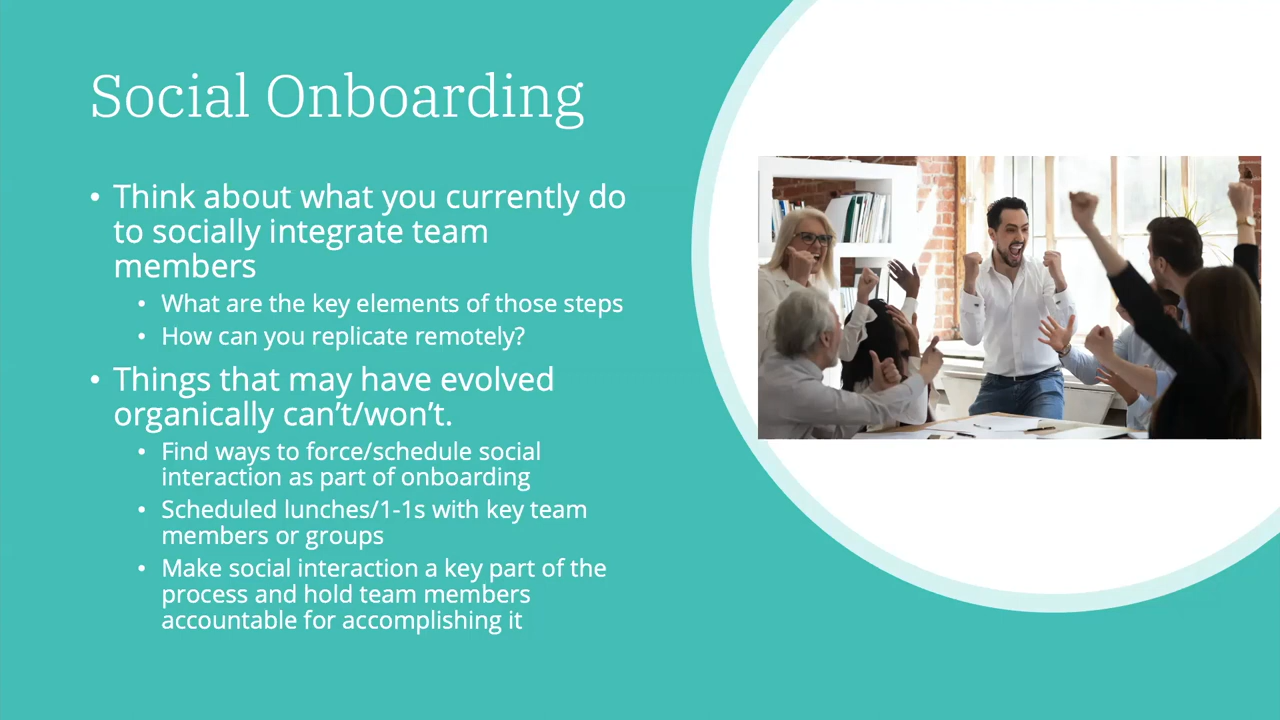 Social Onboarding
• Think about what you currently do
to socially integrate team
members
• What are the key elements of those steps
• How can you replicate remotely?
• Things that may have evolved
organically can’t/won’t.
• Find ways to force/schedule social
interaction as part of onboarding
• Scheduled lunches/1-1s with key team
members or groups
• Make social interaction a key part of the
process and hold team members
accountable for accomplishing it